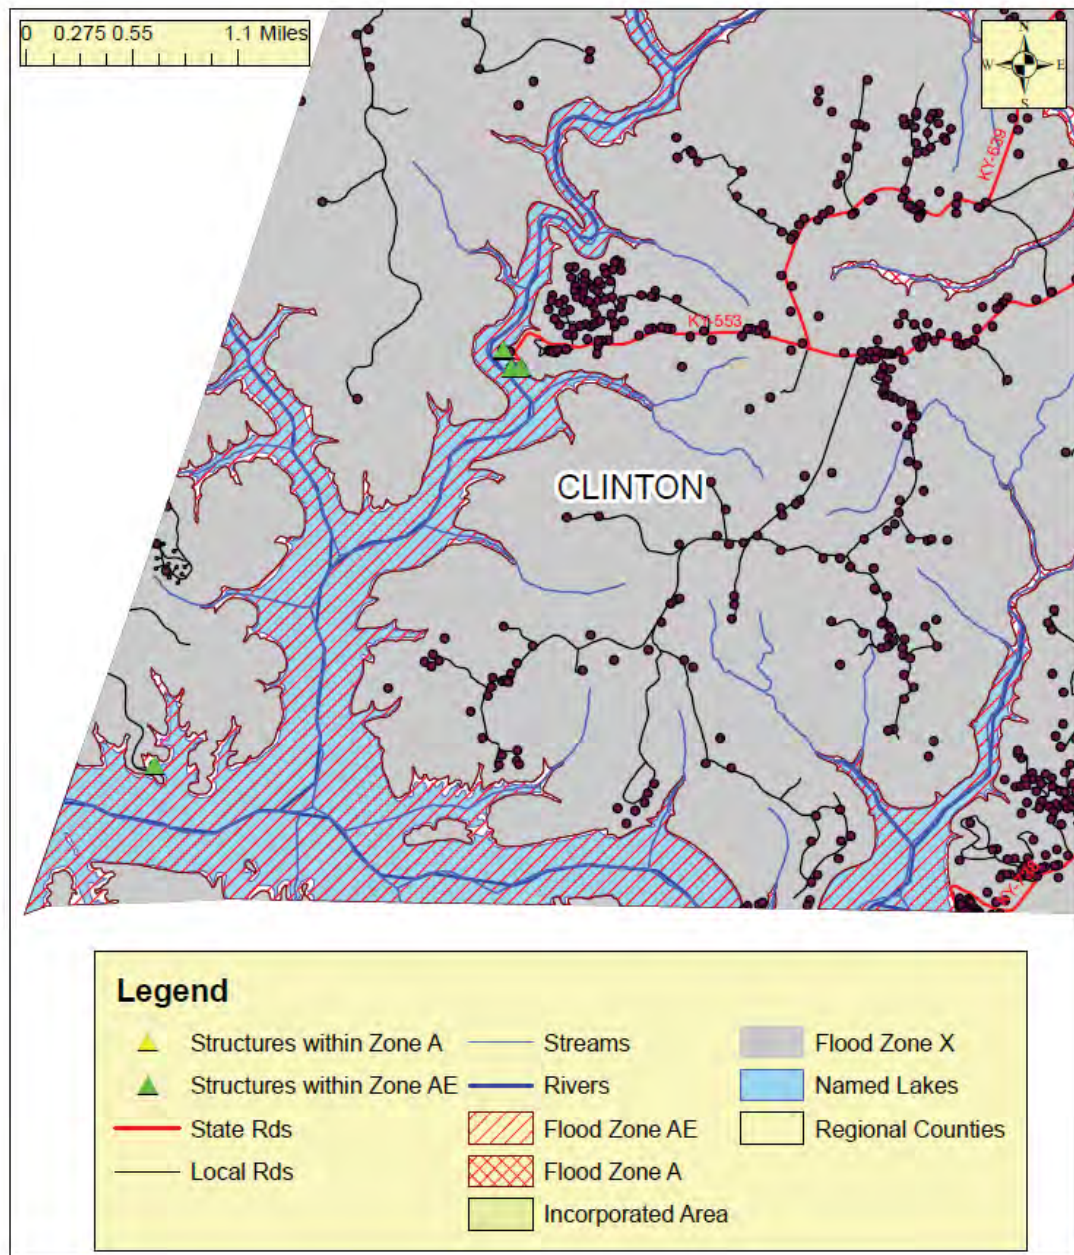 0 0.275 0.55 1.1 Miles
N
W E
S
KY-639
KY-553
CLINTON
Legend
Structures within Zone A
Structures within Zone AE
State Rds
Local Rds
Streams
Rivers
Flood Zone AE
Flood Zone A
Incorporated Area
Flood Zone X
Named Lakes
Regional Counties